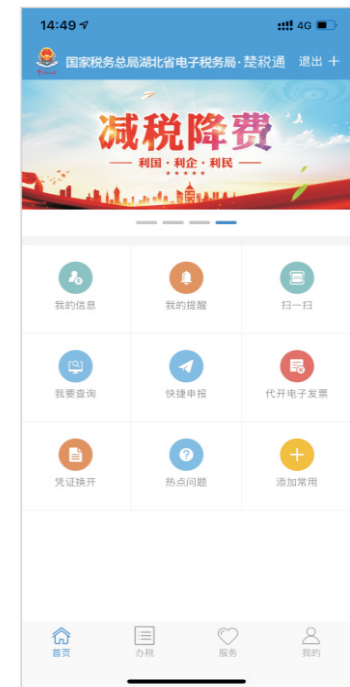 14:49 4G
国家税务总局湖北省电子税务局·楚税通 退出 +
减税降费
利国·利企·利民
我的信息 我的提醒 扫一扫
我要查询 快捷申报 代开电子发票
凭证换开 热点问题 添加常用
首页 办税 服务 我的